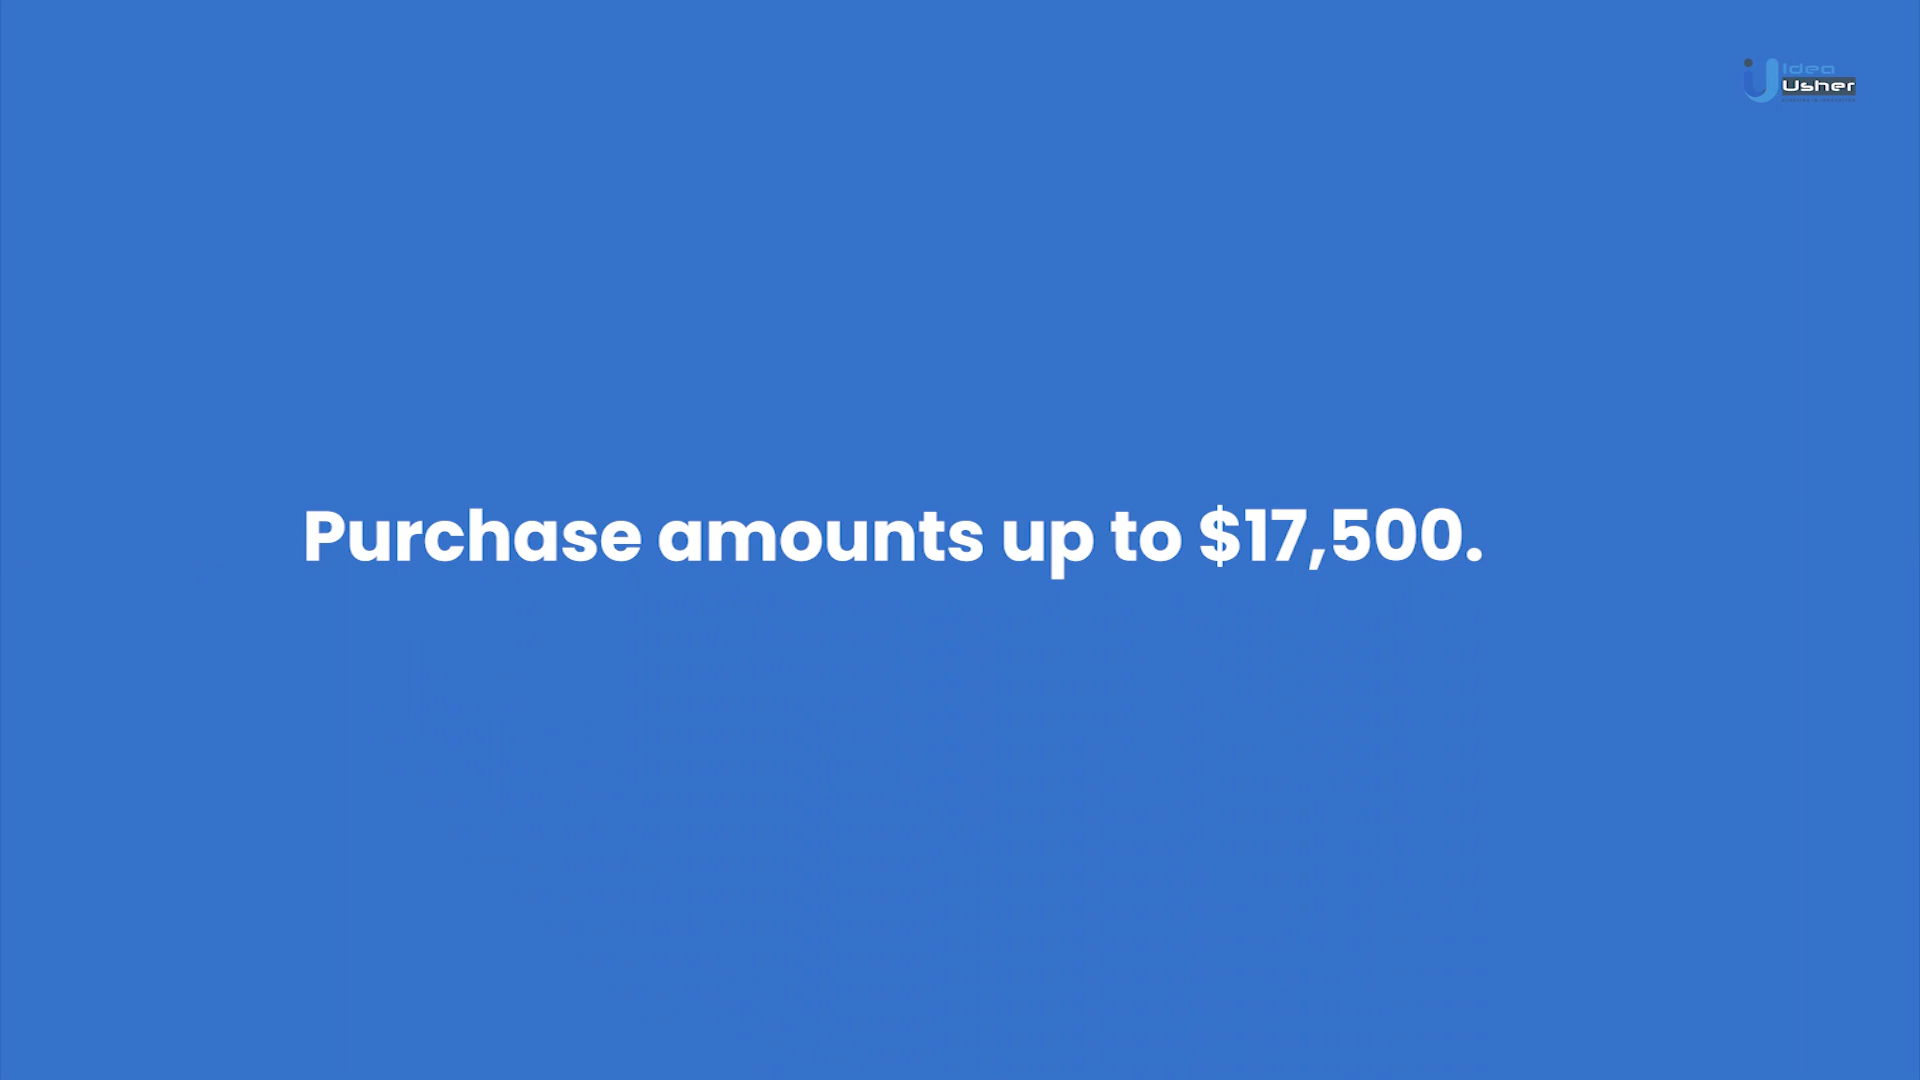 Idea
Usher
Purchase amounts up to $17,500.